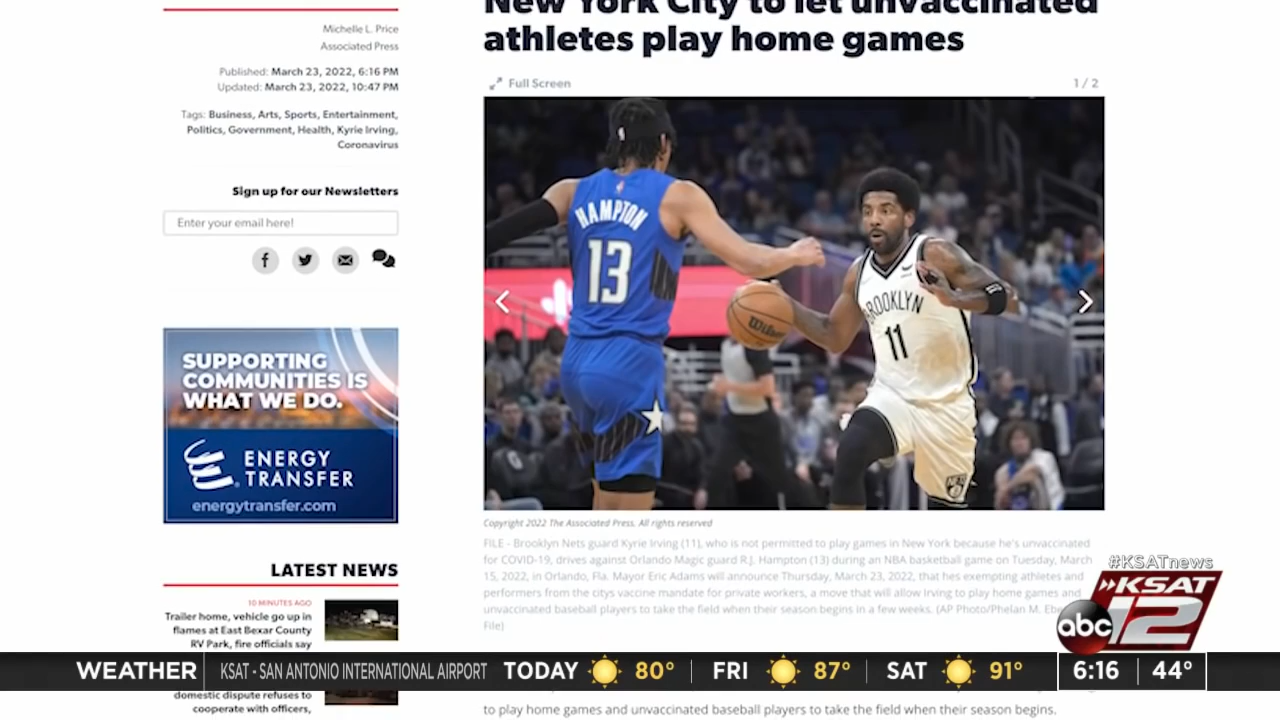 New York City to let unvaccinated
athletes play home games
Michelle L. Price
Associated Press
Published: March 23, 2022, 6:16 PM
Updated: March 23, 2022, 10:47 PM
Tags: Business, Arts, Sports, Entertainment,
Politics, Government, Health, Kyrie Irving,
Coronavirus
Sign up for our Newsletters
Enter your email here!
Full Screen
1 / 2
HAMPTON
13
Wilson
BROOKLYN
11
SUPPORTING
COMMUNITIES IS
WHAT WE DO.
ENERGY
TRANSFER
energytransfer.com
LATEST NEWS
10 MINUTES AGO
Trailer home, vehicle go up in
flames at East Bexar County
RV Park, fire officials say
domestic dispute refuses to
cooperate with officers,
Copyright 2022 The Associated Press. All rights reserved
FILE - Brooklyn Nets guard Kyrie Irving (11), who is not permitted to play games in New York because he's unvaccinated
for COVID-19, drives against Orlando Magic guard R.J. Hampton (13) during an NBA basketball game on Tuesday, March
15, 2022, in Orlando, Fla. Mayor Eric Adams will announce Thursday, March 23, 2022, that hes exempting athletes and
performers from the citys vaccine mandate for private workers, a move that will allow Irving to play home games and
unvaccinated baseball players to take the field when their season begins in a few weeks. (AP Photo/Phelan M. Ebe
File)
to play home games and unvaccinated baseball players to take the field when their season begins.
#KSATnews
KSAT
abc 12
WEATHER KSAT - SAN ANTONIO INTERNATIONAL AIRPORT TODAY 80° FRI 87° SAT 91° 6:16 44°